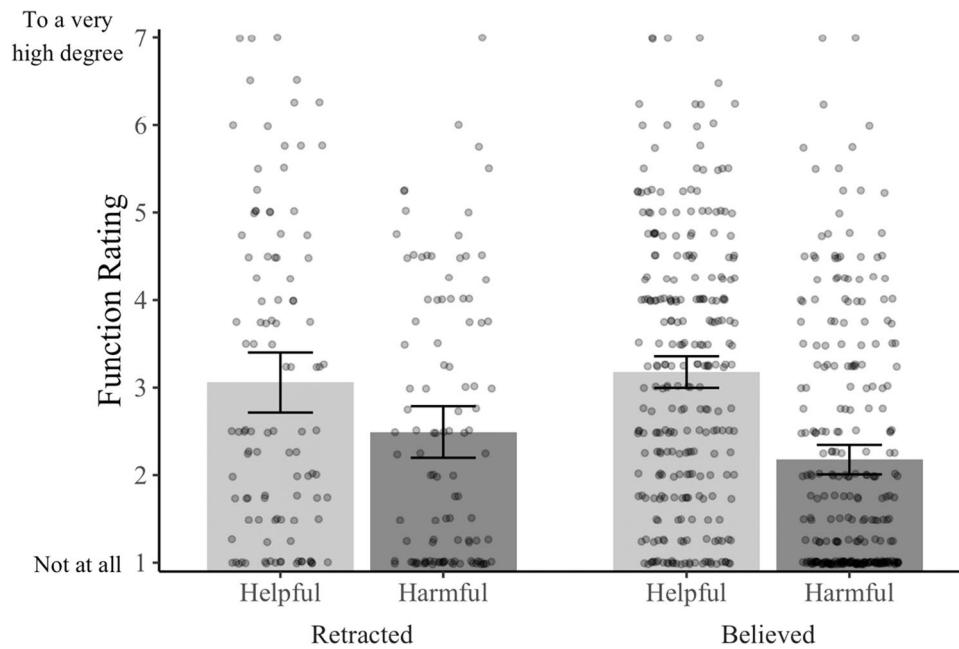 To a very
high degree
7
6
5
4
3
2
Not at all
1
Function Rating
Helpful
Harmful
Helpful
Harmful
Retracted
Believed